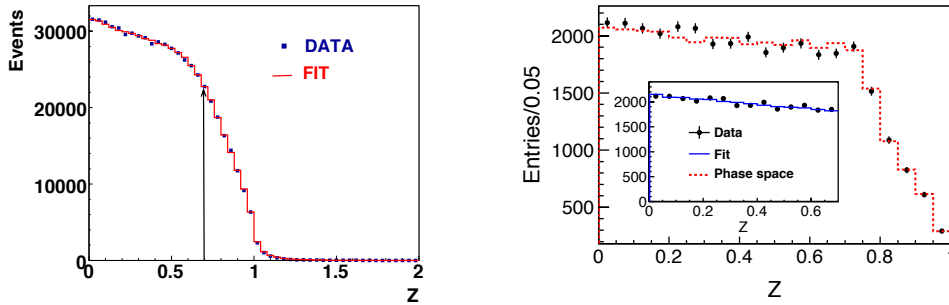 Events
30000
20000
10000
0
DATA
FIT
0 0.5 1 1.5 2
Z
Entries/0.05
2000
1500
1000
500
2000
1500
1000
500
0
Data
Fit
Phase space
0 0.2 0.4 0.6
Z
0 0.2 0.4 0.6 0.8 1
Z